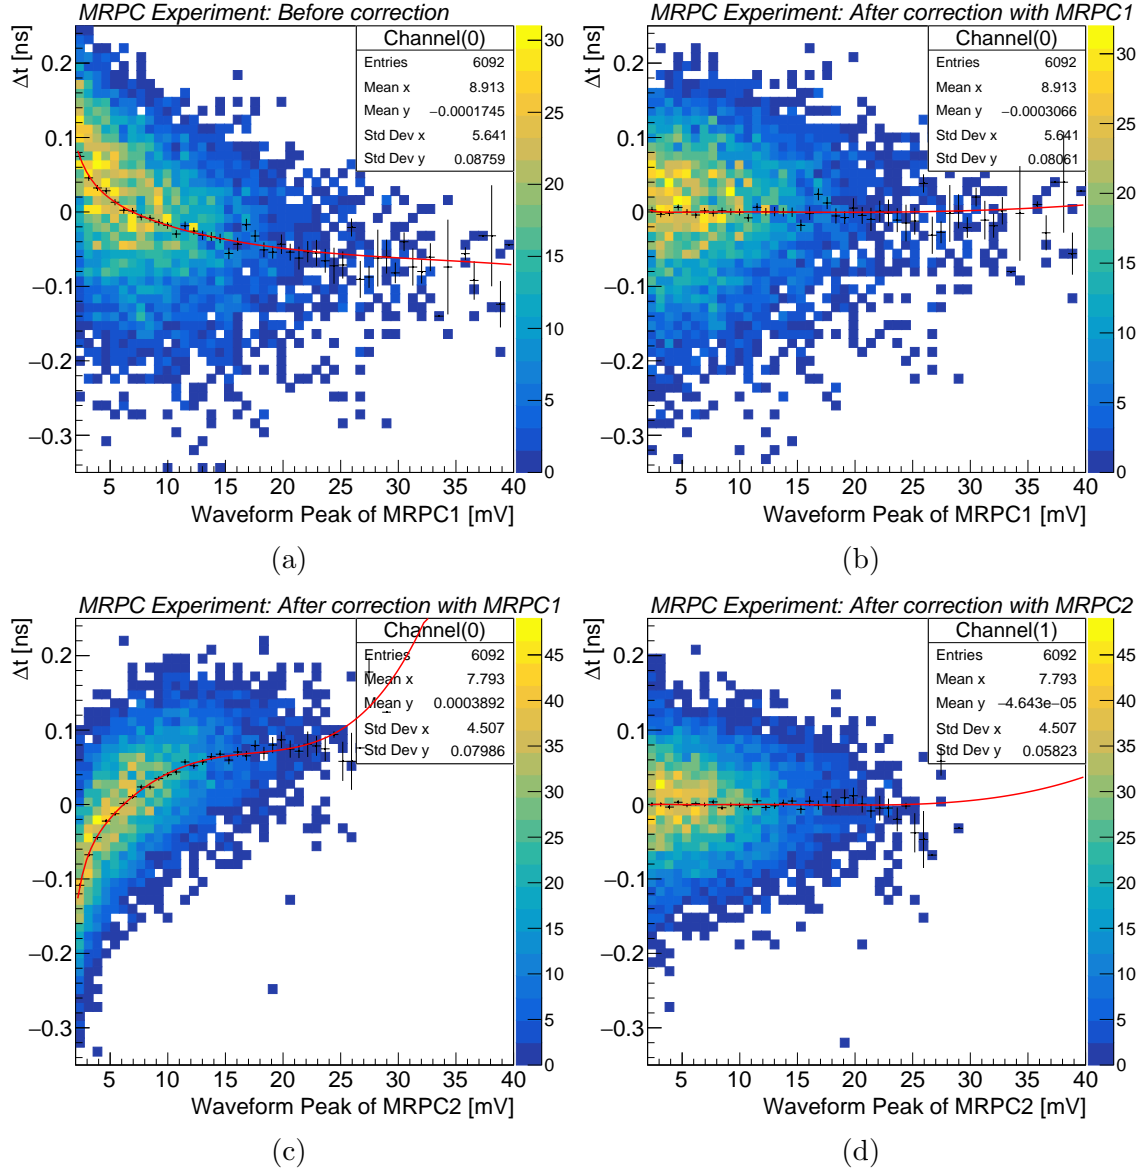 MRPC Experiment: Before correction
Δt [ns]
0.2
0.1
0
−0.1
−0.2
−0.3
Channel(0)
Entries 6092
Mean x 8.913
Mean y −0.0001745
Std Dev x 5.641
Std Dev y 0.08759
30
25
20
15
10
5
0
5 10 15 20 25 30 35 40
Waveform Peak of MRPC1 [mV]
(a)
MRPC Experiment: After correction with MRPC1
Δt [ns]
0.2
0.1
0
−0.1
−0.2
−0.3
Channel(0)
Entries 6092
Mean x 8.913
Mean y −0.0003066
Std Dev x 5.641
Std Dev y 0.08061
30
25
20
15
10
5
0
5 10 15 20 25 30 35 40
Waveform Peak of MRPC1 [mV]
(b)
MRPC Experiment: After correction with MRPC1
Δt [ns]
0.2
0.1
0
−0.1
−0.2
−0.3
Channel(0)
Entries 6092
Mean x 7.793
Mean y 0.0003892
Std Dev x 4.507
Std Dev y 0.07986
45
40
35
30
25
20
15
10
5
0
5 10 15 20 25 30 35 40
Waveform Peak of MRPC2 [mV]
(c)
MRPC Experiment: After correction with MRPC2
Δt [ns]
0.2
0.1
0
−0.1
−0.2
−0.3
Channel(1)
Entries 6092
Mean x 7.793
Mean y −4.643e−05
Std Dev x 4.507
Std Dev y 0.05823
45
40
35
30
25
20
15
10
5
0
5 10 15 20 25 30 35 40
Waveform Peak of MRPC2 [mV]
(d)